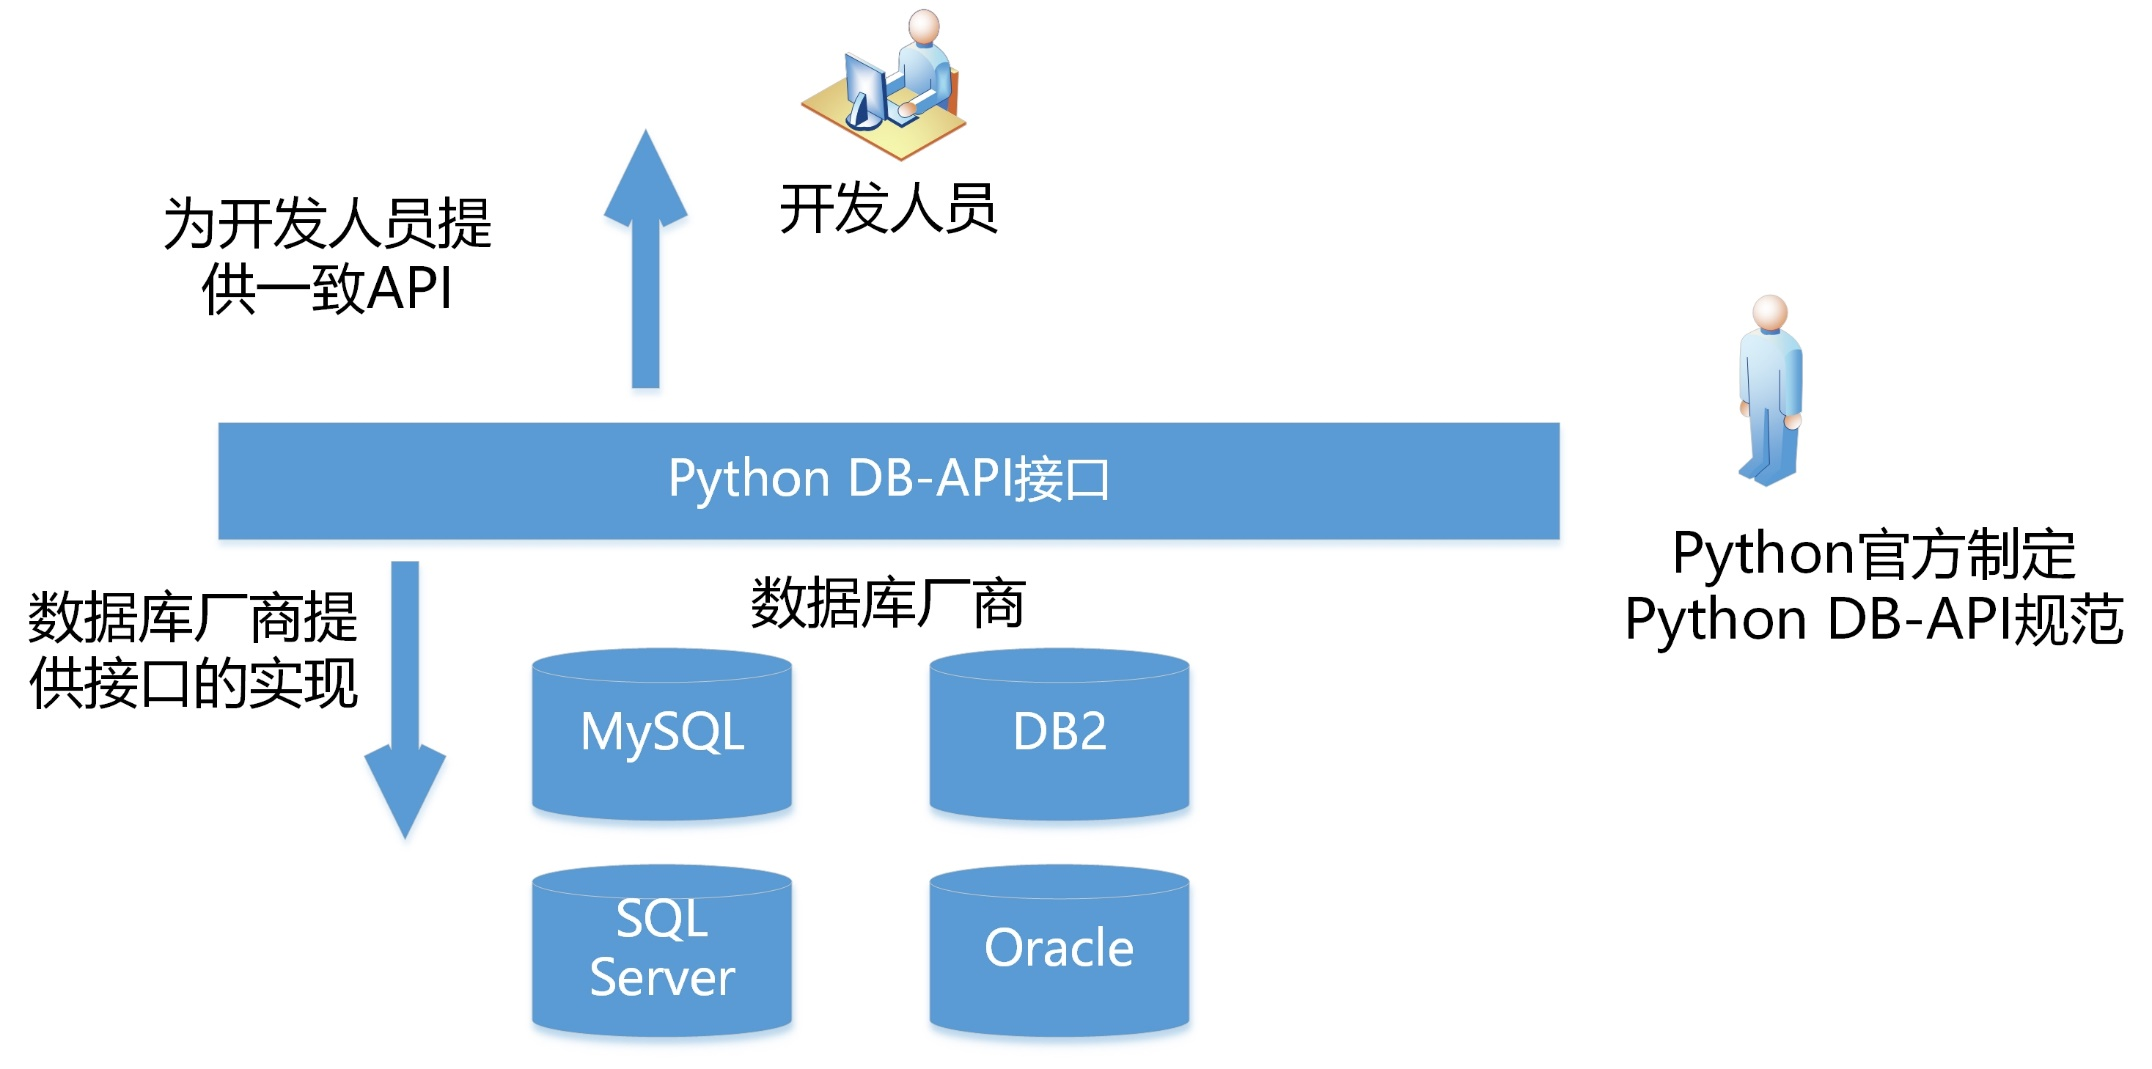 开发人员
为开发人员提
供一致API
Python DB-API接口
Python官方制定
Python DB-API规范
数据库厂商提
供接口的实现
数据库厂商
MySQL
DB2
SQL
Server
Oracle